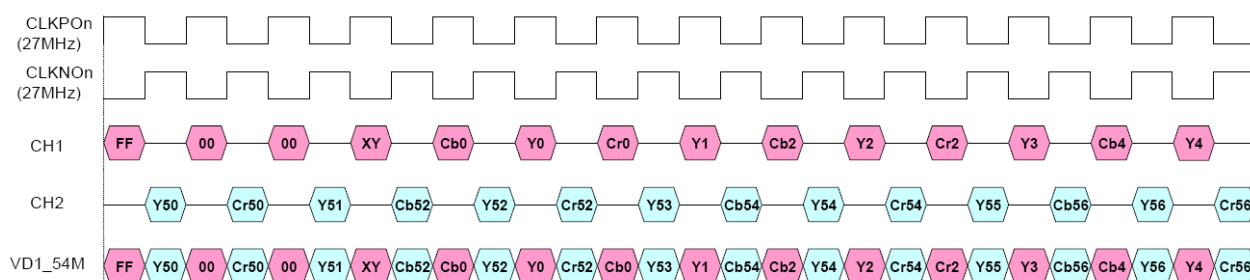 CLKPOn
(27MHz)
CLKNOn
(27MHz)
CH1 FF 00 00 XY Cb0 Y0 Cr0 Y1 Cb2 Y2 Cr2 Y3 Cb4 Y4
CH2 Y50 Cr50 Y51 Cb52 Y52 Cr52 Y53 Cb54 Y54 Cr54 Y55 Cb56 Y56 Cr56
VD1_54M FF Y50 00 Cr50 00 Y51 XY Cb52 Cb0 Y52 Y0 Cr52 Cb0 Y53 Y1 Cb54 Cb2 Y54 Y2 Cr54 Cr2 Y55 Y3 Cb56 Cb4 Y56 Y4 Cr56